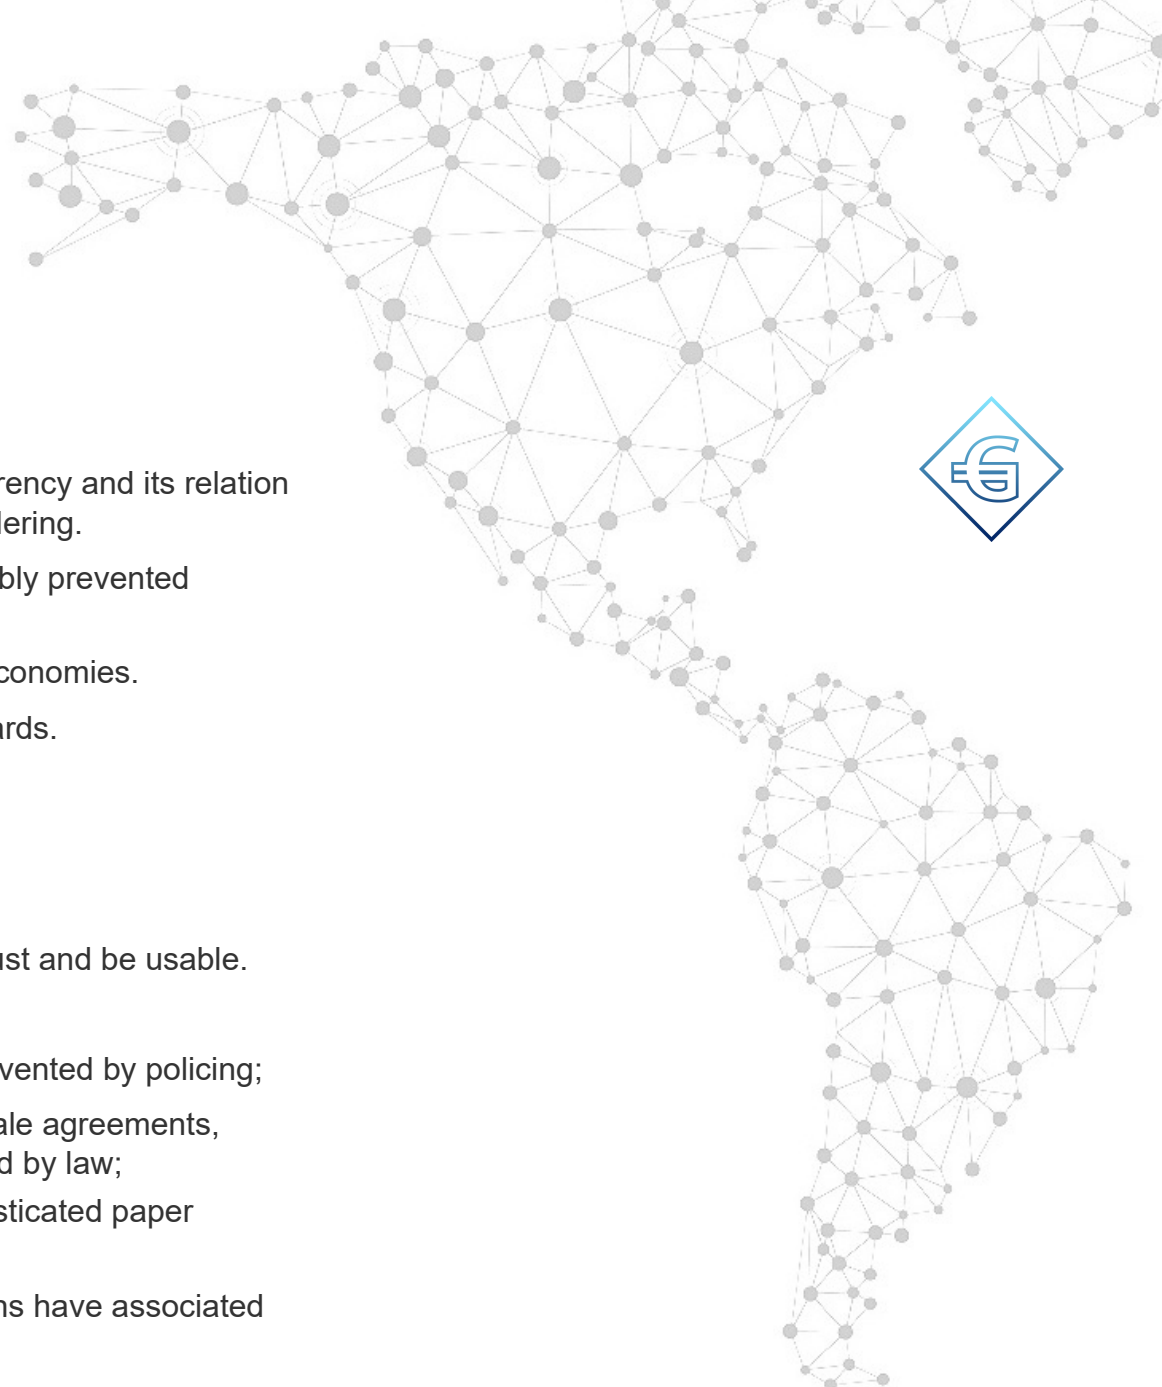 rency and its relation
lering.
bly prevented
conomies.
ards.
ust and be usable.
vented by policing;
ale agreements,
d by law;
sticated paper
ns have associated